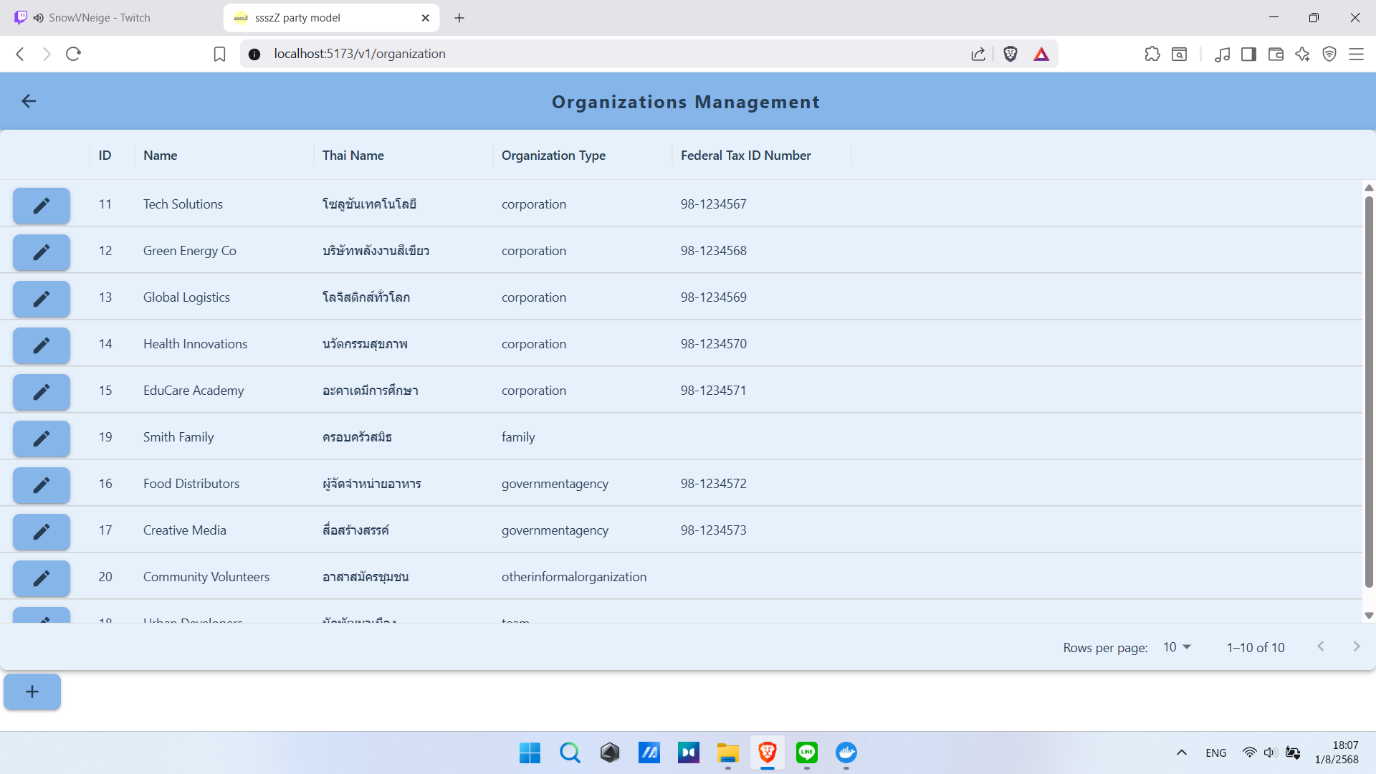 SnowVNeige - Twitch
ssszZ ssszZ party model
localhost:5173/v1/organization
Organizations Management
ID Name Thai Name Organization Type Federal Tax ID Number
11 Tech Solutions โซลูชันเทคโนโลยี corporation 98-1234567
12 Green Energy Co บริษัทพลังงานสีเขียว corporation 98-1234568
13 Global Logistics โลจิสติกส์ทั่วโลก corporation 98-1234569
14 Health Innovations นวัตกรรมสุขภาพ corporation 98-1234570
15 EduCare Academy อะคาเดมีการศึกษา corporation 98-1234571
19 Smith Family ครอบครัวสมิธ family
16 Food Distributors ผู้จัดจำหน่ายอาหาร governmentagency 98-1234572
17 Creative Media สื่อสร้างสรรค์ governmentagency 98-1234573
20 Community Volunteers อาสาสมัครชุมชน otherinformalorganization
18 Urban Developers team
Rows per page: 10 1–10 of 10
ENG
18:07
1/8/2568